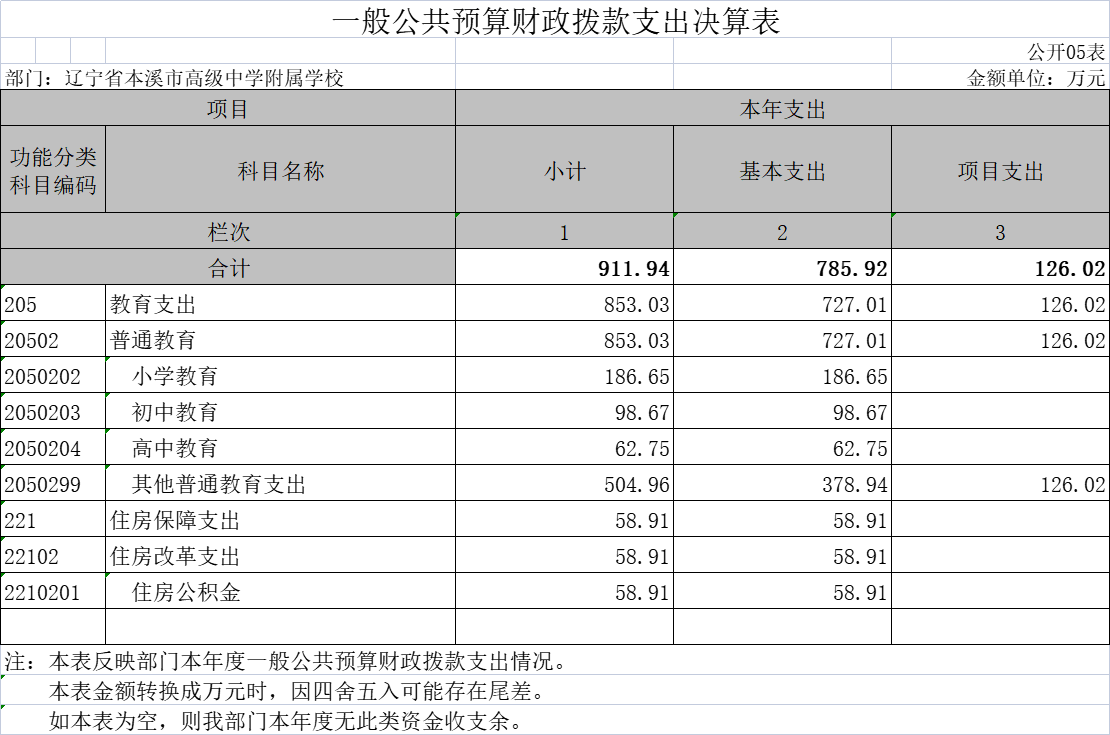 一般公共预算财政拨款支出决算表
公开05表
部门：辽宁省本溪市高级中学附属学校 金额单位：万元
项目 本年支出
功能分类科目编码 科目名称 小计 基本支出 项目支出
栏次 1 2 3
合计 911.94 785.92 126.02
205 教育支出 853.03 727.01 126.02
20502 普通教育 853.03 727.01 126.02
2050202 小学教育 186.65 186.65
2050203 初中教育 98.67 98.67
2050204 高中教育 62.75 62.75
2050299 其他普通教育支出 504.96 378.94 126.02
221 住房保障支出 58.91 58.91
22102 住房改革支出 58.91 58.91
2210201 住房公积金 58.91 58.91
注：本表反映部门本年度一般公共预算财政拨款支出情况。
本表金额转换成万元时，因四舍五入可能存在尾差。
如本表为空，则我部门本年度无此类资金收支余。